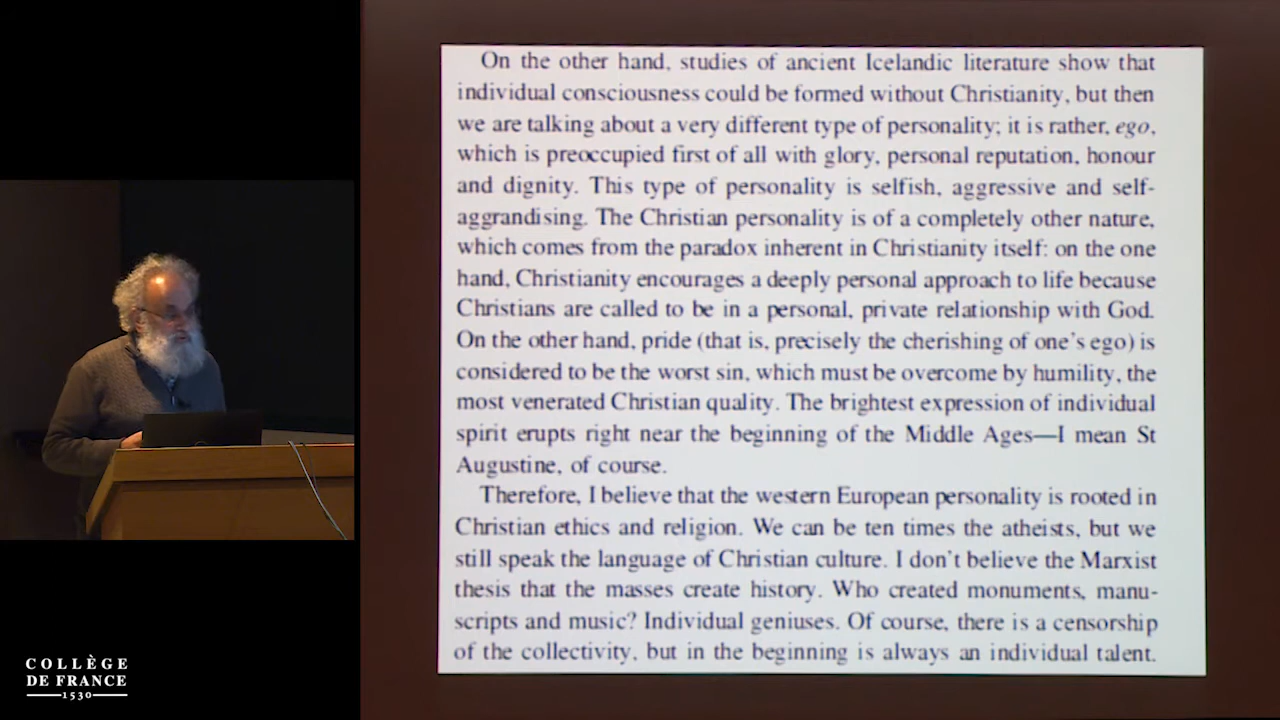 On the other hand, studies of ancient Icelandic literature show that
individual consciousness could be formed without Christianity, but then
we are talking about a very different type of personality; it is rather, ego,
which is preoccupied first of all with glory, personal reputation, honour
and dignity. This type of personality is selfish, aggressive and self-
aggrandising. The Christian personality is of a completely other nature,
which comes from the paradox inherent in Christianity itself: on the one
hand, Christianity encourages a deeply personal approach to life because
Christians are called to be in a personal, private relationship with God.
On the other hand, pride (that is, precisely the cherishing of one's ego) is
considered to be the worst sin, which must be overcome by humility, the
most venerated Christian quality. The brightest expression of individual
spirit erupts right near the beginning of the Middle Ages—I mean St
Augustine, of course.
Therefore, I believe that the western European personality is rooted in
Christian ethics and religion. We can be ten times the atheists, but we
still speak the language of Christian culture. I don't believe the Marxist
thesis that the masses create history. Who created monuments, manu-
scripts and music? Individual geniuses. Of course, there is a censorship
of the collectivity, but in the beginning is always an individual talent.
COLLÈGE
DE FRANCE
1530